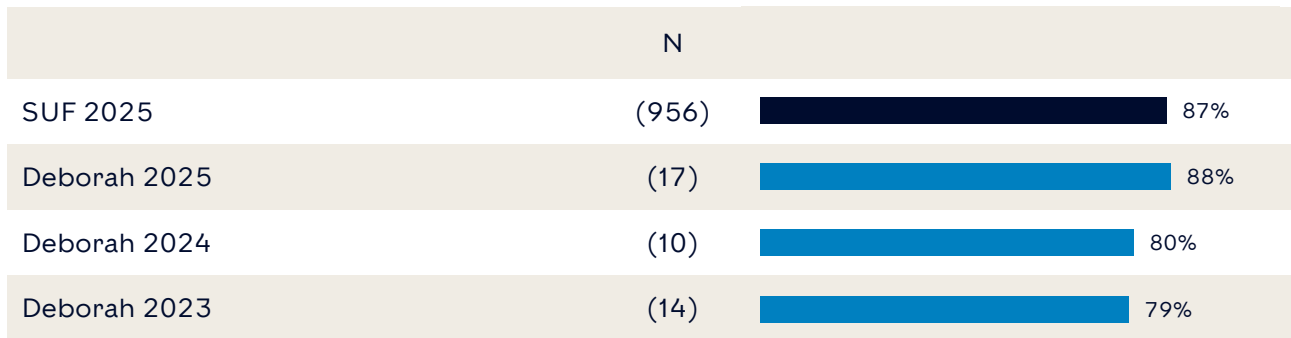 N
SUF 2025 (956) 87%
Deborah 2025 (17) 88%
Deborah 2024 (10) 80%
Deborah 2023 (14) 79%